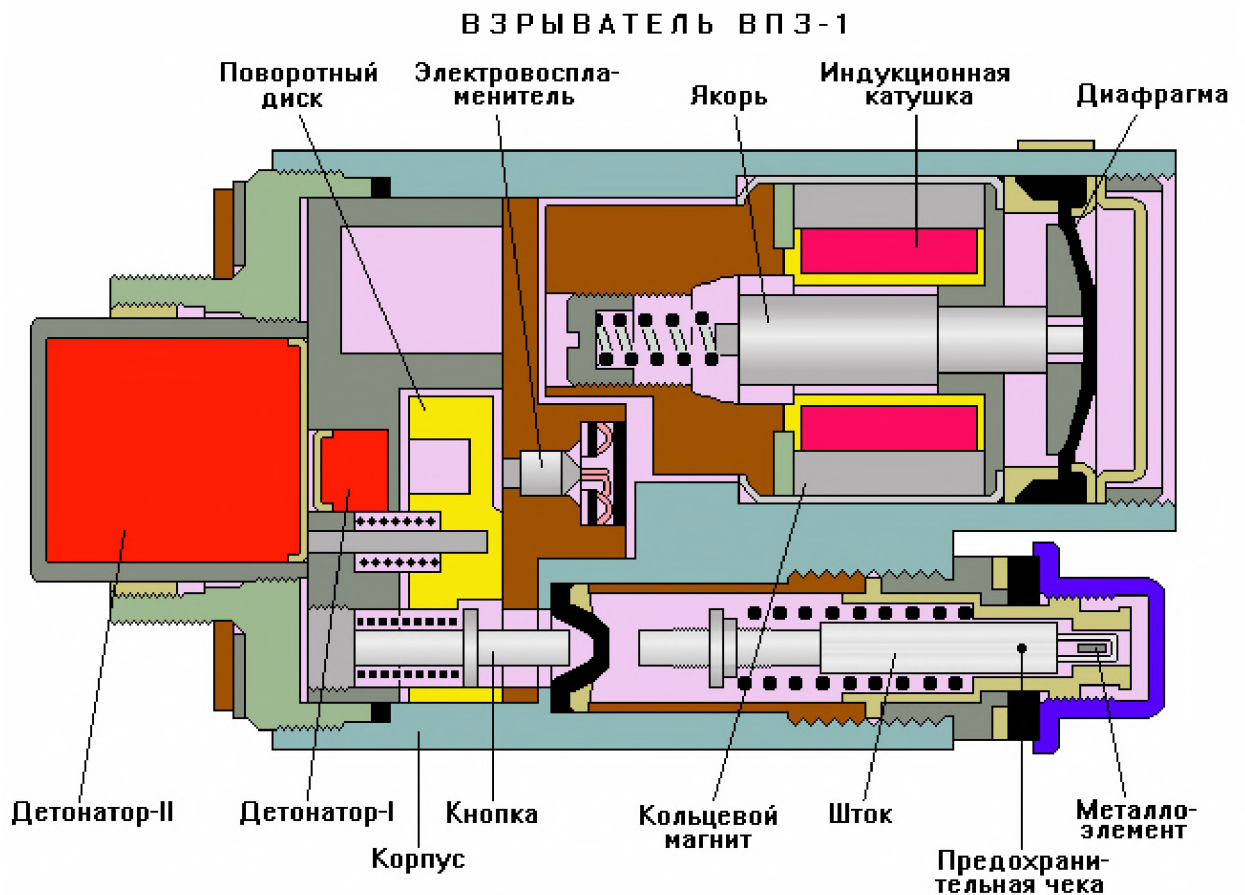 ВЗРЫВАТЕЛЬ ВПЗ-1
Поворотный
диск
Электровоспла-
менитель
Якорь
Индукционная
катушка
Диафрагма
Детонатор-II
Детонатор-I
Корпус
Кнопка
Кольцевой
магнит
Шток
Предохрани-
тельная чека
Металло-
элемент